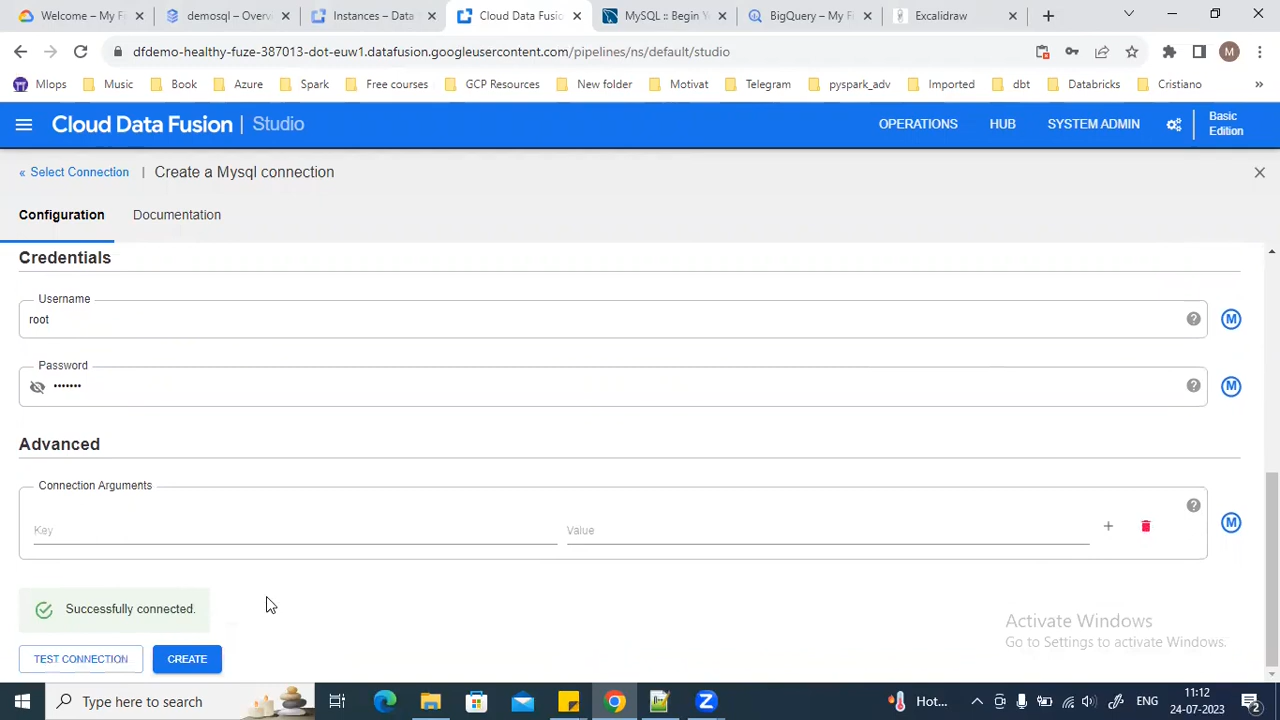 Welcome – My Fi
demosql – Overv
Instances – Data
Cloud Data Fusio
MySQL :: Begin Y
BigQuery – My Fi
Excalidraw
dfdemo-healthy-fuze-387013-dot-euw1.datafusion.googleusercontent.com/pipelines/ns/default/studio
M
Mlops
Music
Book
Azure
Spark
Free courses
GCP Resources
New folder
Motivat
Telegram
pyspark_adv
Imported
dbt
Databricks
Cristiano
»
Cloud Data Fusion | Studio
OPERATIONS
HUB
SYSTEM ADMIN
Basic
Edition
« Select Connection | Create a Mysql connection
Configuration
Documentation
Credentials
Username
root
M
Password
•••••••
M
Advanced
Connection Arguments
Key
Value
M
Successfully connected.
TEST CONNECTION
CREATE
Activate Windows
Go to Settings to activate Windows.
Type here to search
Hot...
ENG
11:12
24-07-2023
2